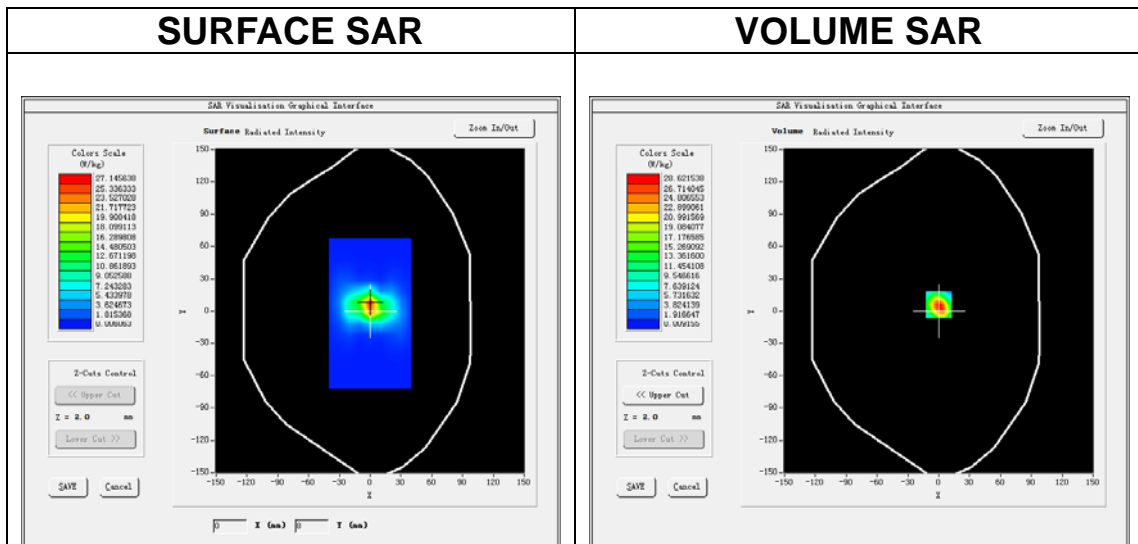 SURFACE SAR
VOLUME SAR
SAR Visualisation Graphical Interface
Surface Radiated Intensity
Zoom In/Out
Colors Scale
(W/kg)
27.145638
25.336333
23.527028
21.717723
19.908418
18.099113
16.289808
14.480503
12.671198
10.861893
9.052588
7.243283
5.433978
3.624673
1.815368
0.006063
150
120
90
60
30
0
-30
-60
-90
-120
-150
Y
-150 -120 -90 -60 -30 0 30 60 90 120 150
X
Z-Cuts Control
<< Upper Cut
Z = 2.0 mm
Lower Cut >>
SAVE
Cancel
0 X (mm) 0 Y (mm)
SAR Visualisation Graphical Interface
Volume Radiated Intensity
Zoom In/Out
Colors Scale
(W/kg)
28.621538
26.714045
24.806553
22.899061
20.991569
19.084077
17.176585
15.269092
13.361600
11.454108
9.546616
7.639124
5.731632
3.824139
1.916647
0.009155
150
120
90
60
30
0
-30
-60
-90
-120
-150
Y
-150 -120 -90 -60 -30 0 30 60 90 120 150
X
Z-Cuts Control
<< Upper Cut
Z = 2.0 mm
Lower Cut >>
SAVE
Cancel